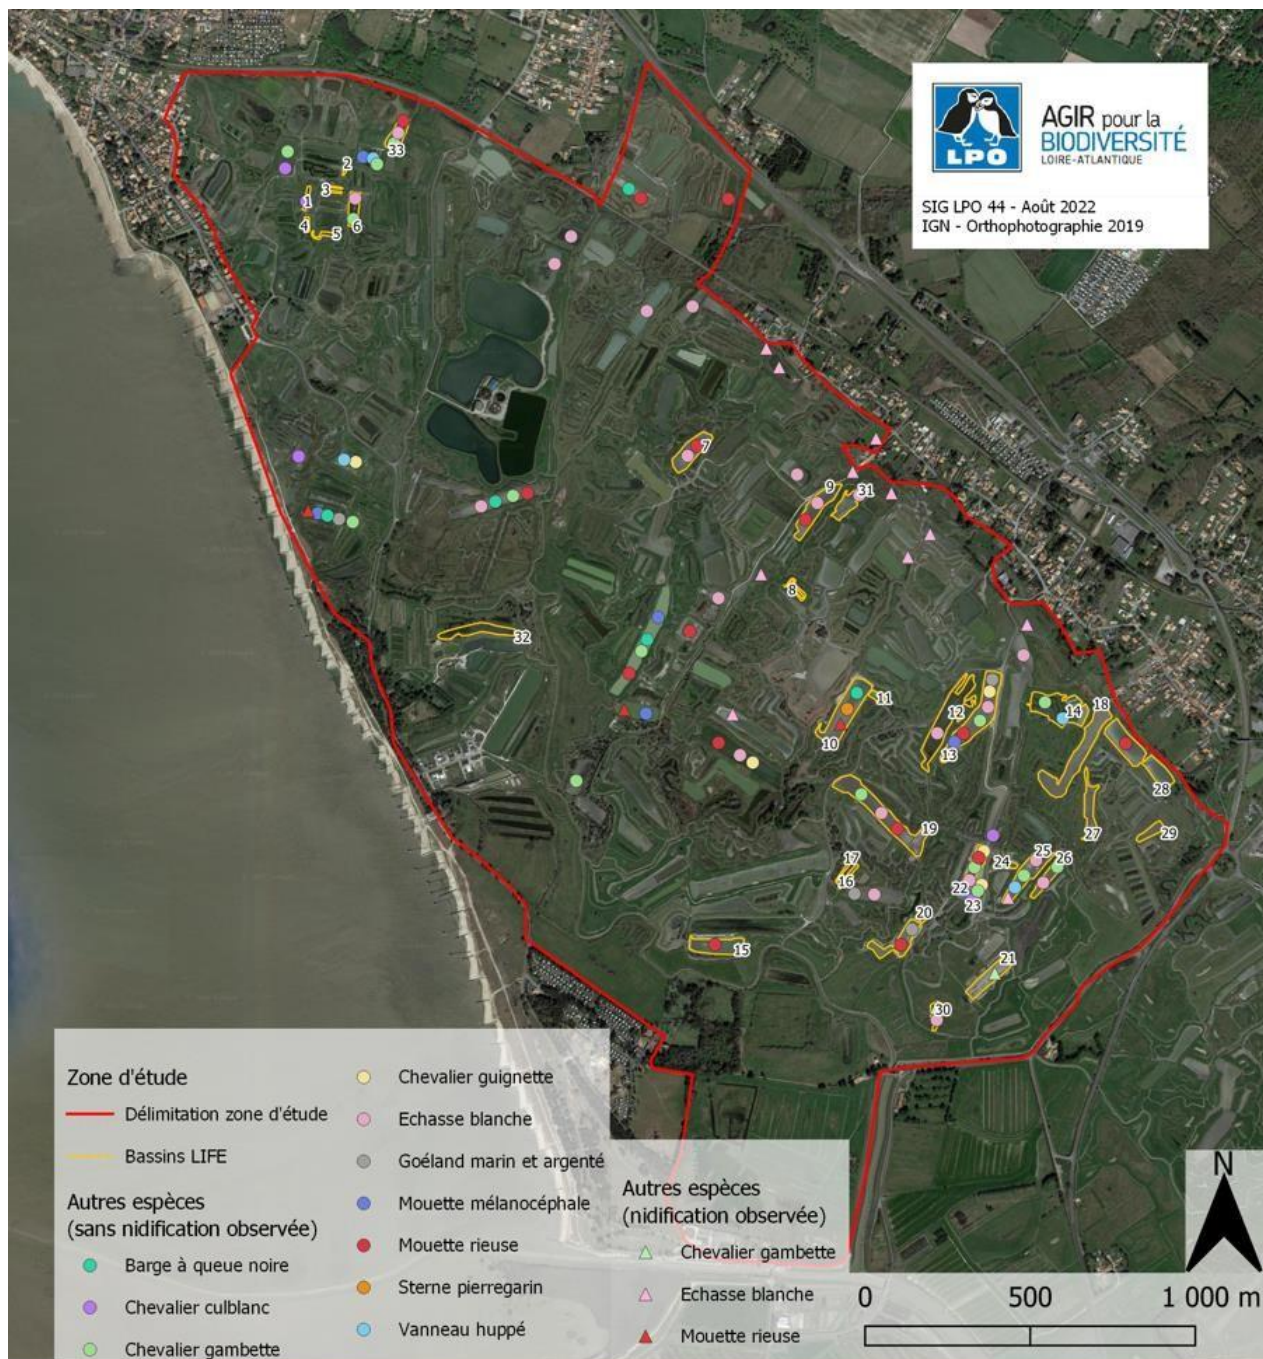 LPO
AGIR pour la
BIODIVERSITÉ
LOIRE-ATLANTIQUE
SIG LPO 44 - Août 2022
IGN - Orthophotographie 2019
33
2
3
1
4
5
6
7
9
31
8
32
11
10
12
13
14
18
28
27
29
19
17
16
24
25
26
22
23
20
15
21
30
Zone d'étude
Délimitation zone d'étude
Bassins LIFE
Autres espèces
(sans nidification observée)
Barge à queue noire
Chevalier culblanc
Chevalier gambette
Chevalier guignette
Echasse blanche
Goéland marin et argenté
Mouette mélanocéphale
Mouette rieuse
Sterne pierregarin
Vanneau huppé
Autres espèces
(nidification observée)
Chevalier gambette
Echasse blanche
Mouette rieuse
N
0 500 1 000 m